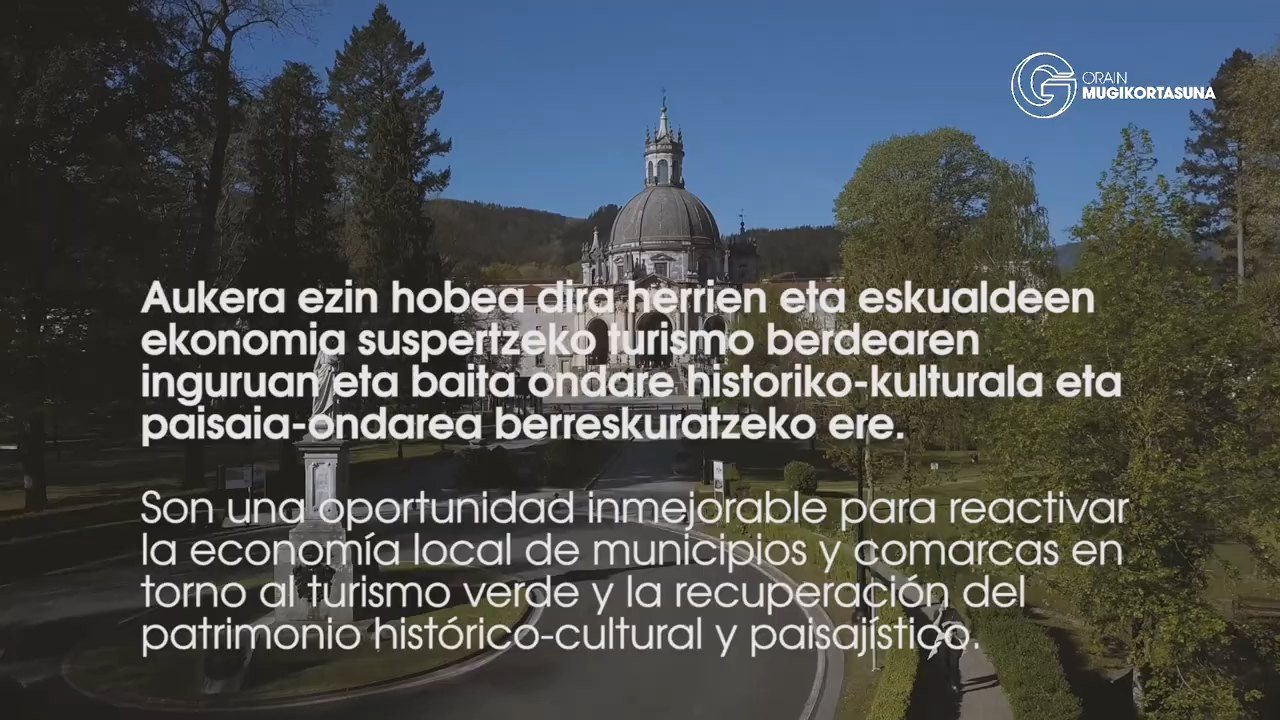 ORAIN
MUGIKORTASUNA
Aukera ezin hobea dira herrien eta eskualdeen
ekonomia suspertzeko turismo berdearen
inguruan eta baita ondare historiko-kulturala eta
paisaia-ondarea berreskuratzeko ere.
Son una oportunidad inmejorable para reactivar
la economía local de municipios y comarcas en
torno al turismo verde y la recuperación del
patrimonio histórico-cultural y paisajístico.